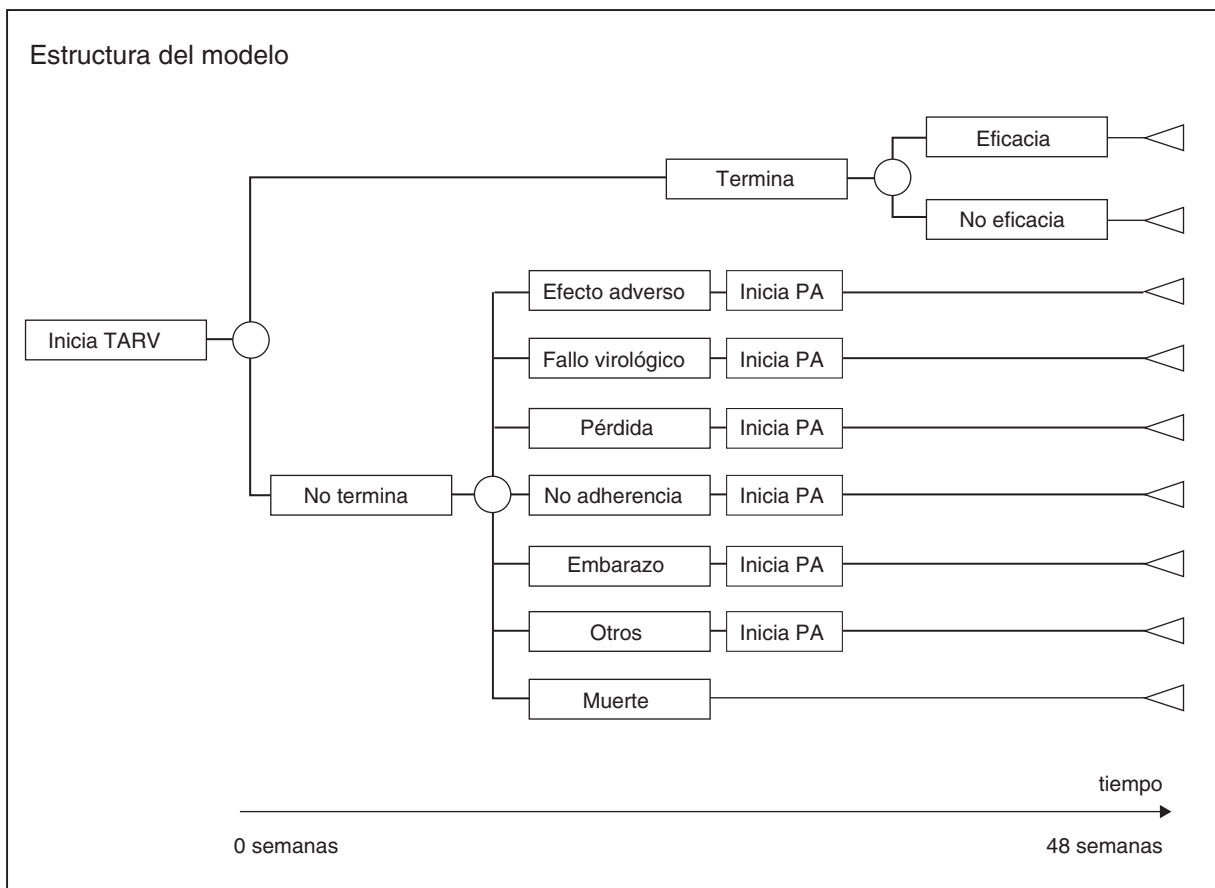 Estructura del modelo
Eficacia
Termina
No eficacia
Efecto adverso Inicia PA
Inicia TARV
Fallo virológico Inicia PA
Pérdida Inicia PA
No termina
No adherencia Inicia PA
Embarazo Inicia PA
Otros Inicia PA
Muerte
tiempo
0 semanas 48 semanas